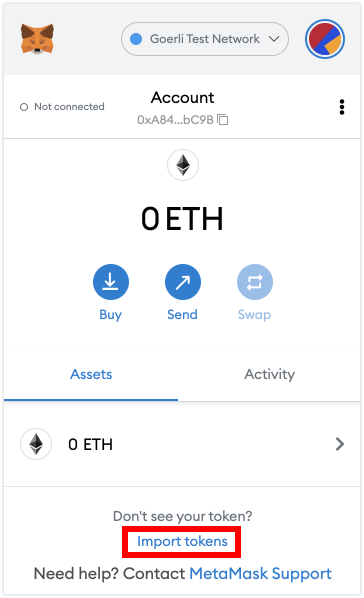 Goerli Test Network
Not connected
Account
0xA84...bC9B
0 ETH
Buy Send Swap
Assets Activity
0 ETH
Don't see your token?
Import tokens
Need help? Contact MetaMask Support